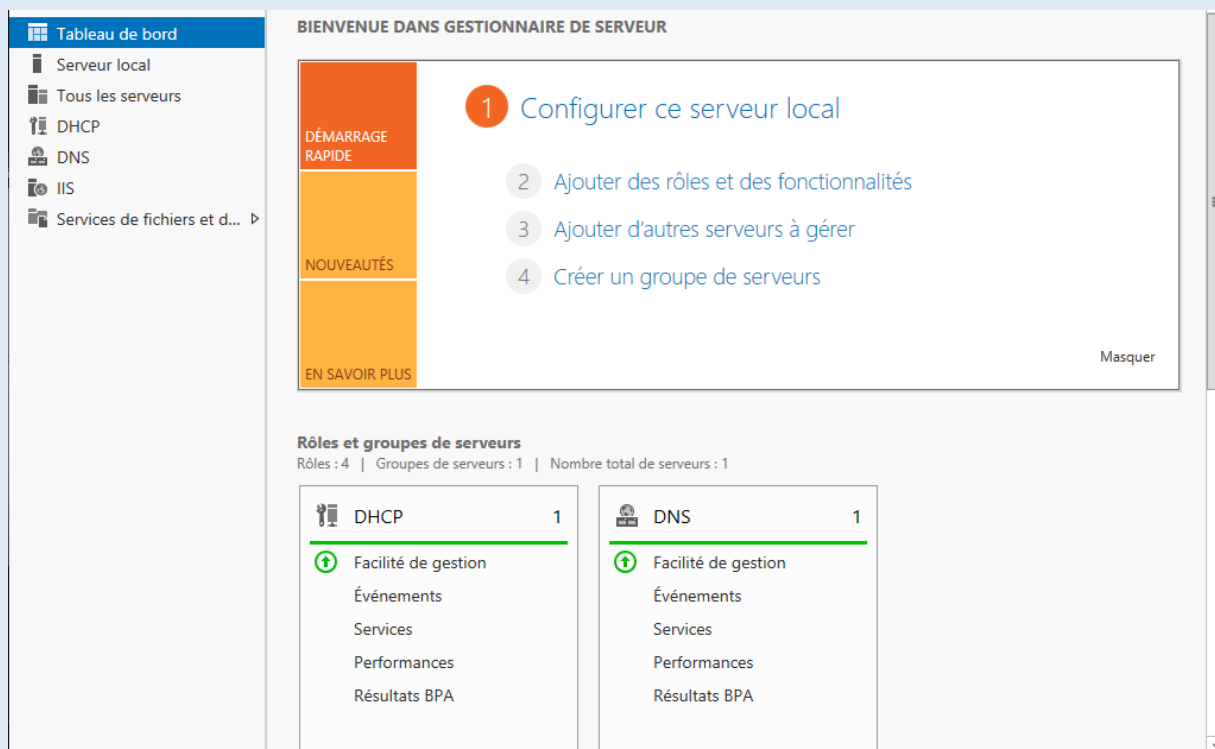 Tableau de bord
Serveur local
Tous les serveurs
DHCP
DNS
IIS
Services de fichiers et d...
BIENVENUE DANS GESTIONNAIRE DE SERVEUR
DÉMARRAGE
RAPIDE
NOUVEAUTÉS
EN SAVOIR PLUS
1 Configurer ce serveur local
2 Ajouter des rôles et des fonctionnalités
3 Ajouter d'autres serveurs à gérer
4 Créer un groupe de serveurs
Masquer
Rôles et groupes de serveurs
Rôles : 4 | Groupes de serveurs : 1 | Nombre total de serveurs : 1
DHCP 1
Facilité de gestion
Événements
Services
Performances
Résultats BPA
DNS 1
Facilité de gestion
Événements
Services
Performances
Résultats BPA